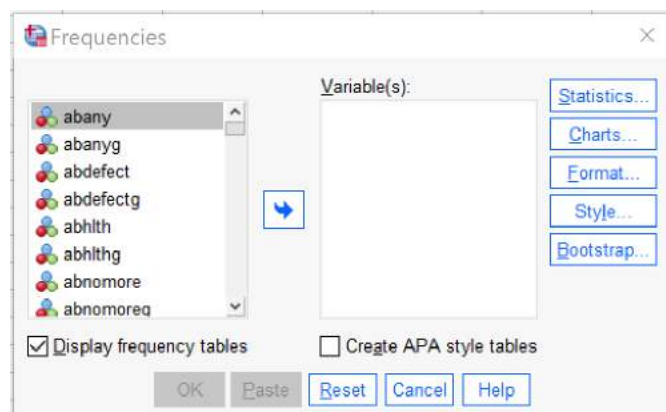 Frequencies
Variable(s):
abany
abanyg
abdefect
abdefectg
abhlth
abhlthg
abnomore
abnomoreg
Statistics...
Charts...
Format...
Style...
Bootstrap...
Display frequency tables
Create APA style tables
OK Paste Reset Cancel Help